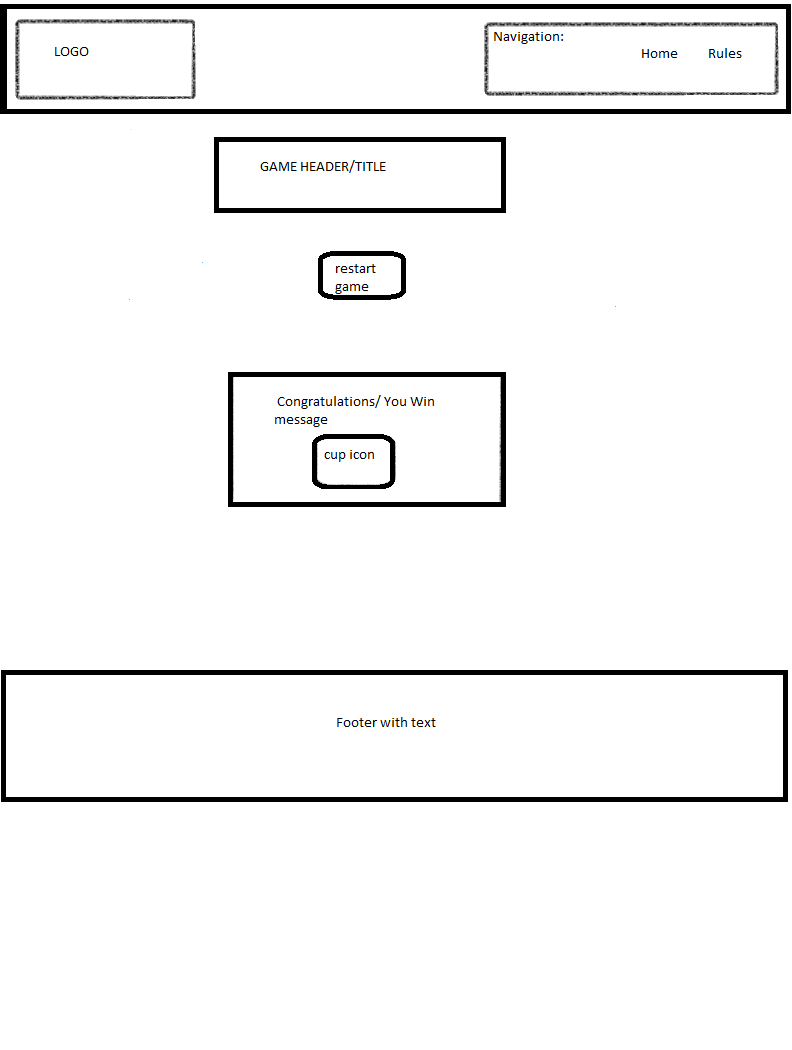 LOGO
Navigation:
Home Rules
GAME HEADER/TITLE
restart
game
Congratulations/ You Win
message
cup icon
Footer with text